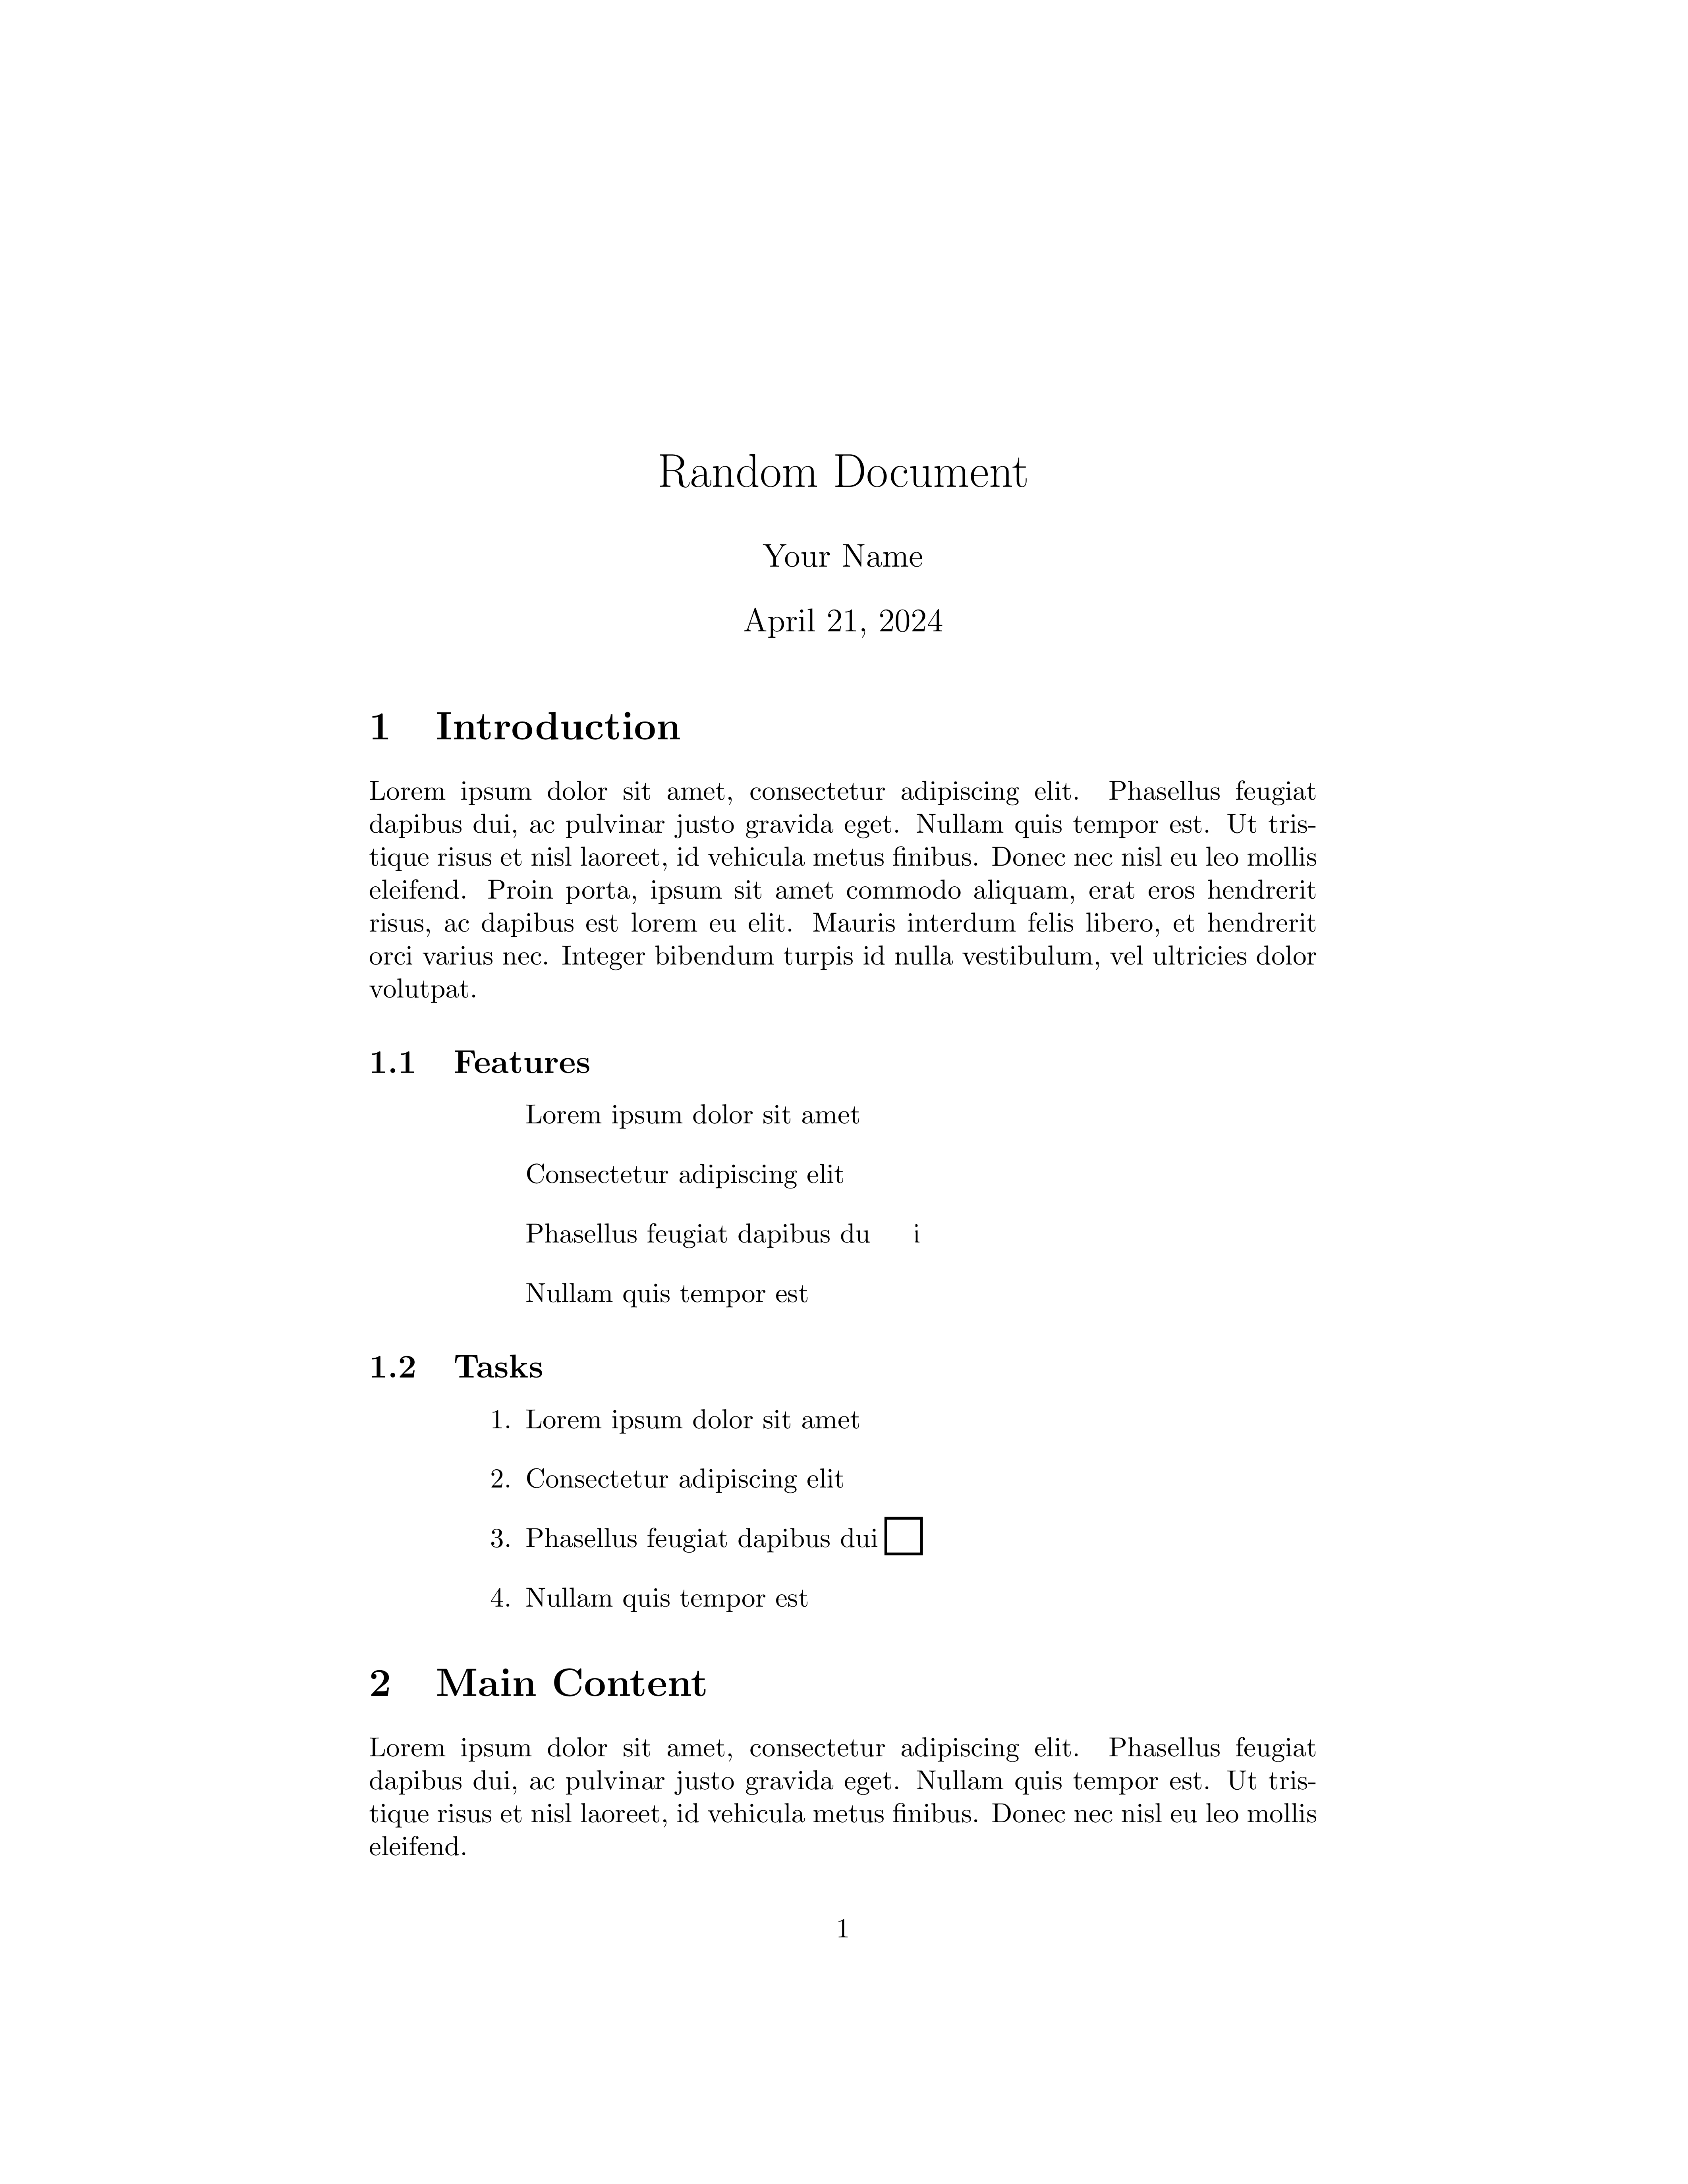 Random Document
Your Name
April 21, 2024
1 Introduction
Lorem ipsum dolor sit amet, consectetur adipiscing elit. Phasellus feugiat
dapibus dui, ac pulvinar justo gravida eget. Nullam quis tempor est. Ut tris-
tique risus et nisl laoreet, id vehicula metus finibus. Donec nec nisl eu leo mollis
eleifend. Proin porta, ipsum sit amet commodo aliquam, erat eros hendrerit
risus, ac dapibus est lorem eu elit. Mauris interdum felis libero, et hendrerit
orci varius nec. Integer bibendum turpis id nulla vestibulum, vel ultricies dolor
volutpat.
1.1 Features
Lorem ipsum dolor sit amet
Consectetur adipiscing elit
Phasellus feugiat dapibus du i
Nullam quis tempor est
1.2 Tasks
1. Lorem ipsum dolor sit amet
2. Consectetur adipiscing elit
3. Phasellus feugiat dapibus dui
4. Nullam quis tempor est
2 Main Content
Lorem ipsum dolor sit amet, consectetur adipiscing elit. Phasellus feugiat
dapibus dui, ac pulvinar justo gravida eget. Nullam quis tempor est. Ut tris-
tique risus et nisl laoreet, id vehicula metus finibus. Donec nec nisl eu leo mollis
eleifend.
1